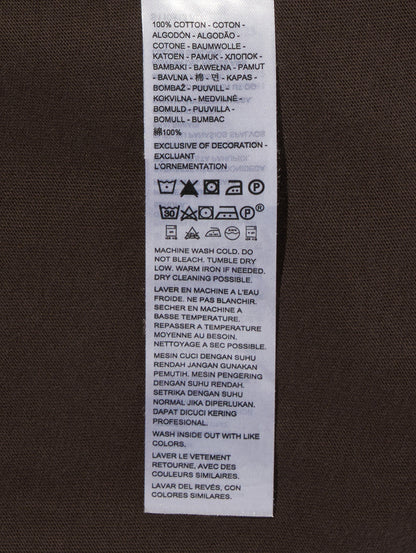 100% COTTON - COTON -
ALGODÓN - ALGODÃO -
COTONE - BAUMWOLLE -
KATOEN - PAMUK - ХЛОПОК -
BAMBAKI - BAWEŁNA - PAMUT
- BAVLNA - 棉 - 면 - KAPAS -
BOMBAŽ - PUUVILL -
KOKVILNA - MEDVILNĖ -
BOMULD - PUUVILLA -
BOMULL - BUMBAC
綿100%
EXCLUSIVE OF DECORATION -
EXCLUANT
L'ORNEMENTATION
30
®
MACHINE WASH COLD. DO
NOT BLEACH. TUMBLE DRY
LOW. WARM IRON IF NEEDED.
DRY CLEANING POSSIBLE.
LAVER EN MACHINE A L'EAU
FROIDE. NE PAS BLANCHIR.
SECHER EN MACHINE A
BASSE TEMPERATURE.
REPASSER A TEMPERATURE
MOYENNE AU BESOIN.
NETTOYAGE A SEC POSSIBLE.
MESIN CUCI DENGAN SUHU
RENDAH JANGAN GUNAKAN
PEMUTIH. MESIN PENGERING
DENGAN SUHU RENDAH.
SETRIKA DENGAN SUHU
NORMAL JIKA DIPERLUKAN.
DAPAT DICUCI KERING
PROFESIONAL.
WASH INSIDE OUT WITH LIKE
COLORS.
LAVER LE VETEMENT
RETOURNE, AVEC DES
COULEURS SIMILAIRES.
LAVAR DEL REVÉS, CON
COLORES SIMILARES.